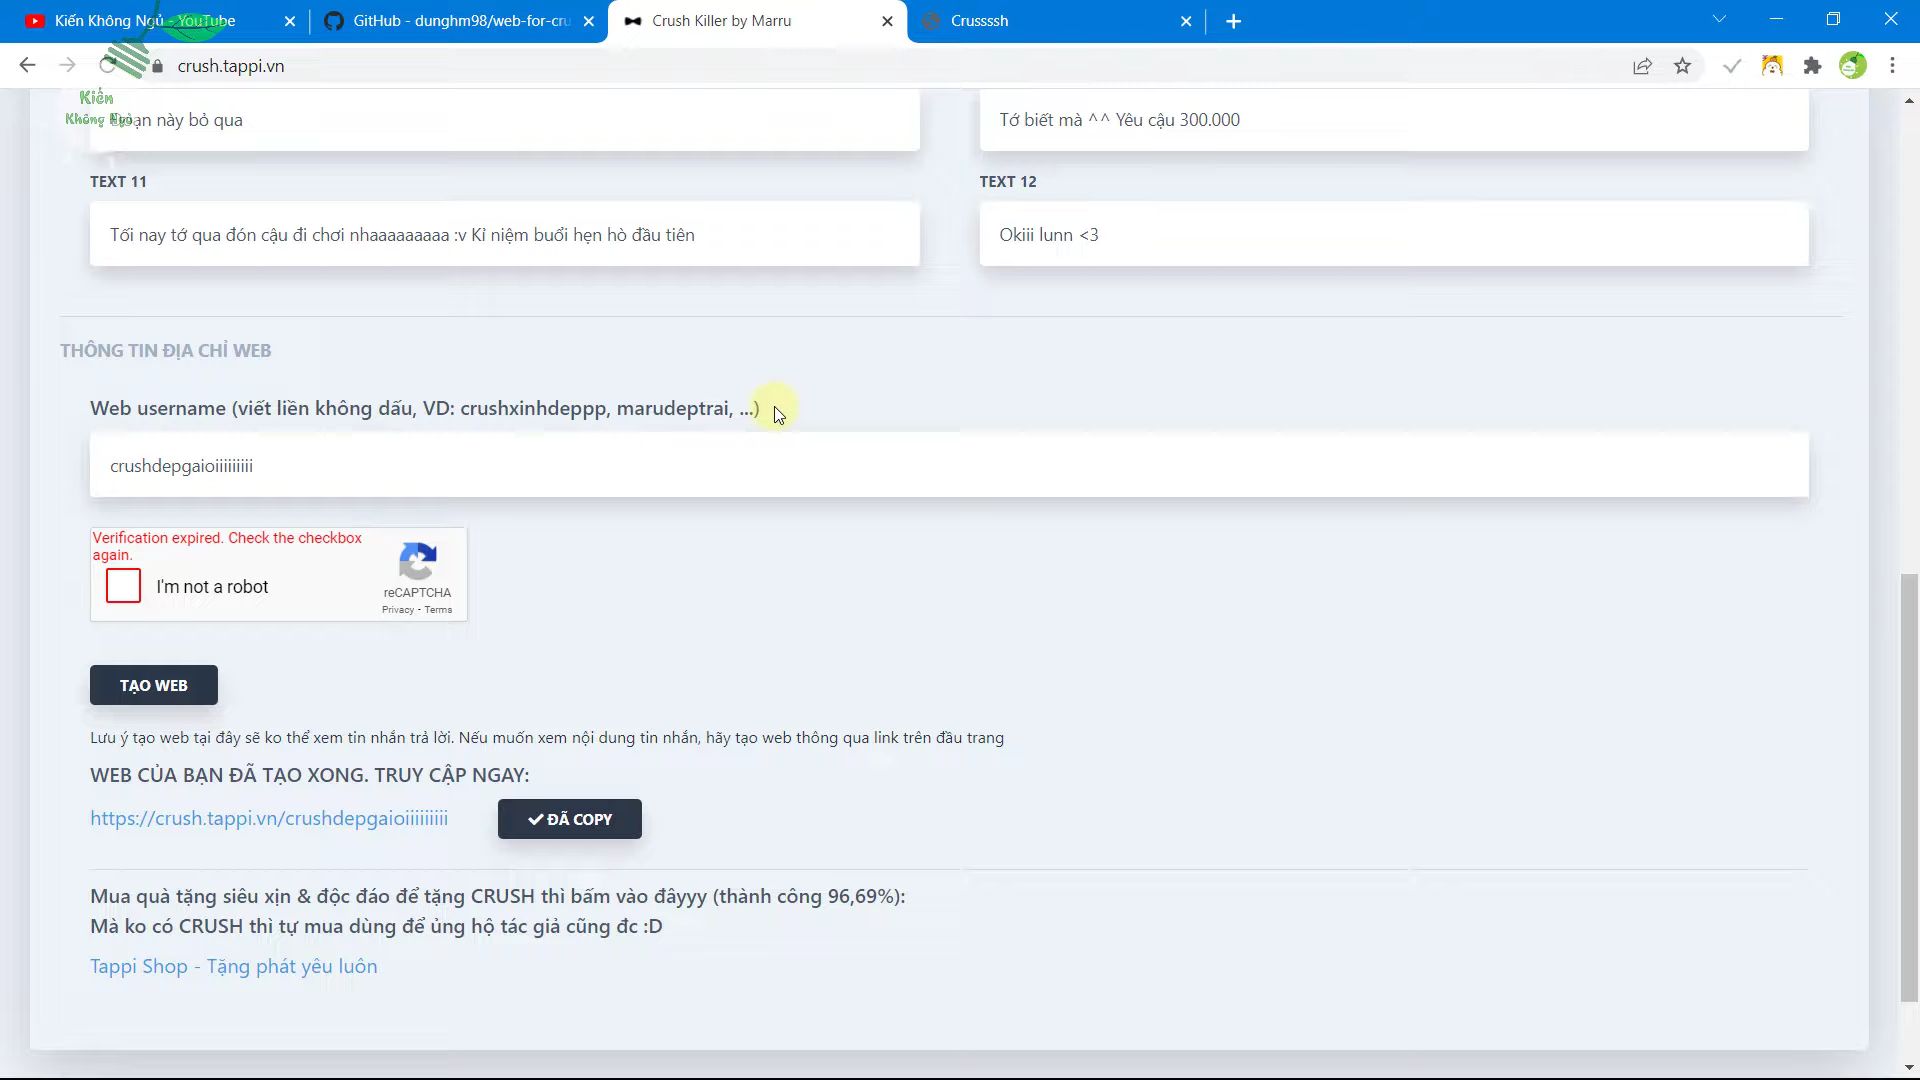 Kiến Không Ngủ - YouTube
GitHub - dunghm98/web-for-cru
Crush Killer by Marru
Crussssh
crush.tappi.vn
Kiến
Không Ngủ
này bỏ qua
Tớ biết mà ^^ Yêu cậu 300.000
TEXT 11
TEXT 12
Tối nay tớ qua đón cậu đi chơi nhaaaaaaaaa :v Kỉ niệm buổi hẹn hò đầu tiên
Okiii lunn <3
THÔNG TIN ĐỊA CHỈ WEB
Web username (viết liền không dấu, VD: crushxinhdeppp, marudeptrai, ...)
crushdepgaioiiiiiiiii
Verification expired. Check the checkbox
again.
I'm not a robot
reCAPTCHA
Privacy - Terms
TẠO WEB
Lưu ý tạo web tại đây sẽ ko thể xem tin nhắn trả lời. Nếu muốn xem nội dung tin nhắn, hãy tạo web thông qua link trên đầu trang
WEB CỦA BẠN ĐÃ TẠO XONG. TRUY CẬP NGAY:
https://crush.tappi.vn/crushdepgaioiiiiiiiii
ĐÃ COPY
Mua quà tặng siêu xịn & độc đáo để tặng CRUSH thì bấm vào đâyyy (thành công 96,69%):
Mà ko có CRUSH thì tự mua dùng để ủng hộ tác giả cũng đc :D
Tappi Shop - Tặng phát yêu luôn